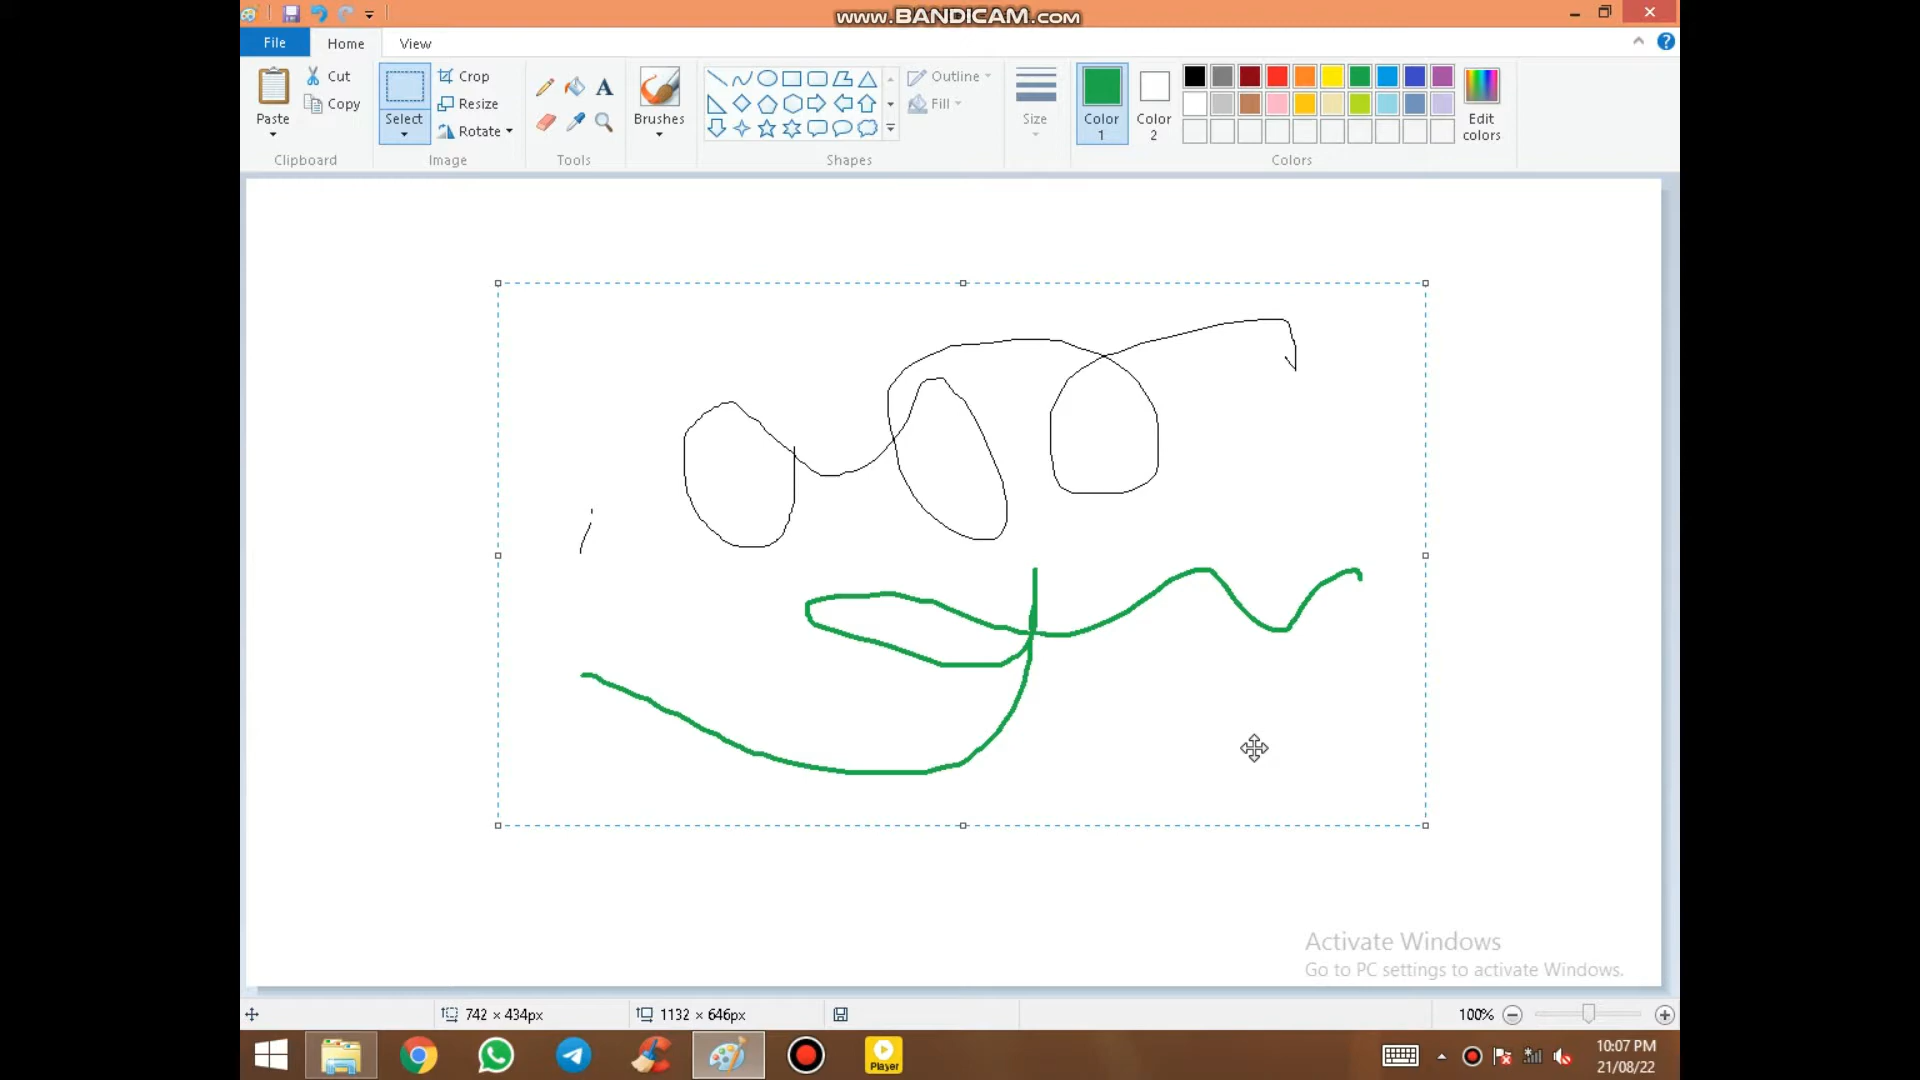 www.BANDICAM.com
File
Home
View
Paste
Cut
Copy
Clipboard
Select
Crop
Resize
Rotate
Image
A
Tools
Brushes
Shapes
Outline
Fill
Size
Color
1
Color
2
Edit
colors
Colors
Activate Windows
Go to PC settings to activate Windows.
742 × 434px
1132 × 646px
100%
Player
10:07 PM
21/08/22